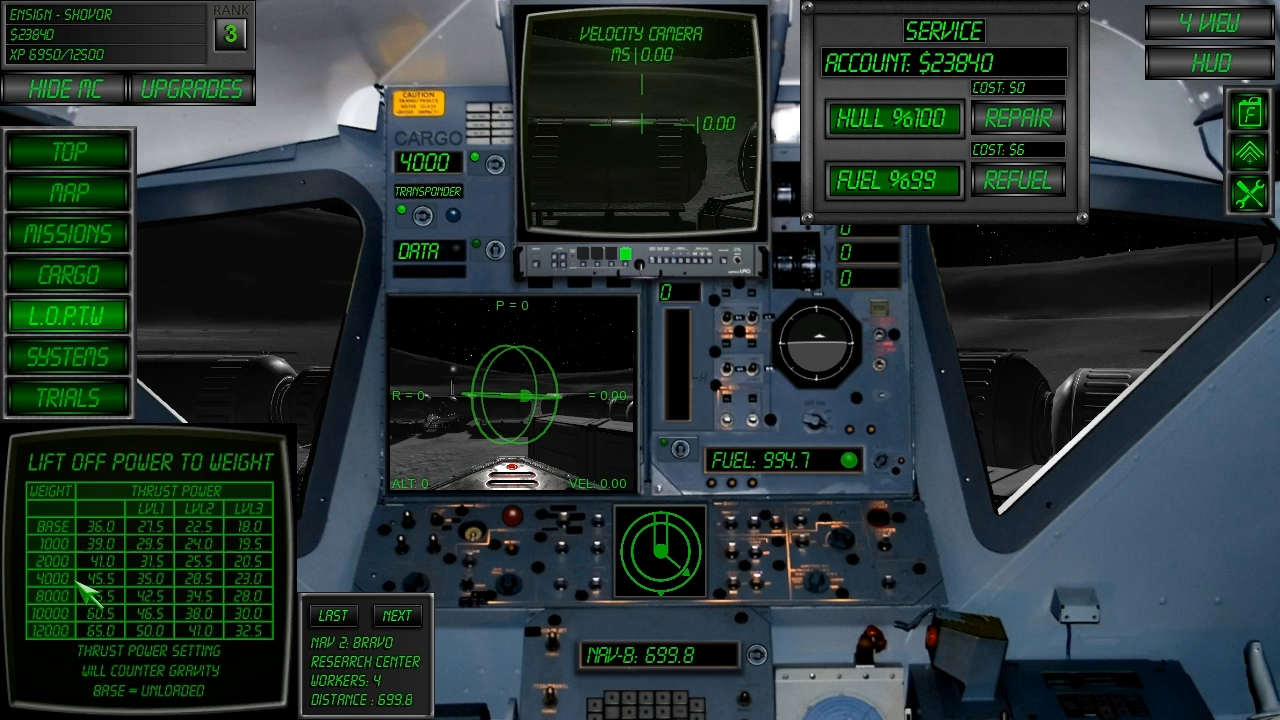 ENSIGN - SHOVOR
$23840
XP 6950/12500
RANK
3
HIDE MC
UPGRADES
TOP
MAP
MISSIONS
CARGO
L.O.P.T.W
SYSTEMS
TRIALS
LIFT OFF POWER TO WEIGHT
WEIGHT THRUST POWER
LVL1 LVL2 LVL3
BASE 36.0 27.5 22.5 18.0
1000 39.0 29.5 24.0 19.5
2000 41.0 31.5 25.5 20.5
4000 45.5 35.0 28.5 23.0
8000 42.5 34.5 28.0
10000 60.5 46.5 38.0 30.0
12000 65.0 50.0 41.0 32.5
THRUST POWER SETTING
WILL COUNTER GRAVITY
BASE = UNLOADED
LAST
NEXT
NAV 2: BRAVO
RESEARCH CENTER
WORKERS: 4
DISTANCE : 699.8
CAUTION
CARGO
4000
TRANSPONDER
DATA
VELOCITY CAMERA
MS|0.00
|0.00
P = 0
R = 0
= 0.00
ALT: 0
VEL: 0.00
0
P 0
Y 0
R 0
FUEL: 994.7
NAV-B: 699.8
SERVICE
ACCOUNT: $23840
COST: $0
HULL %100
REPAIR
COST: $6
FUEL %99
REFUEL
4 VIEW
HUD
F